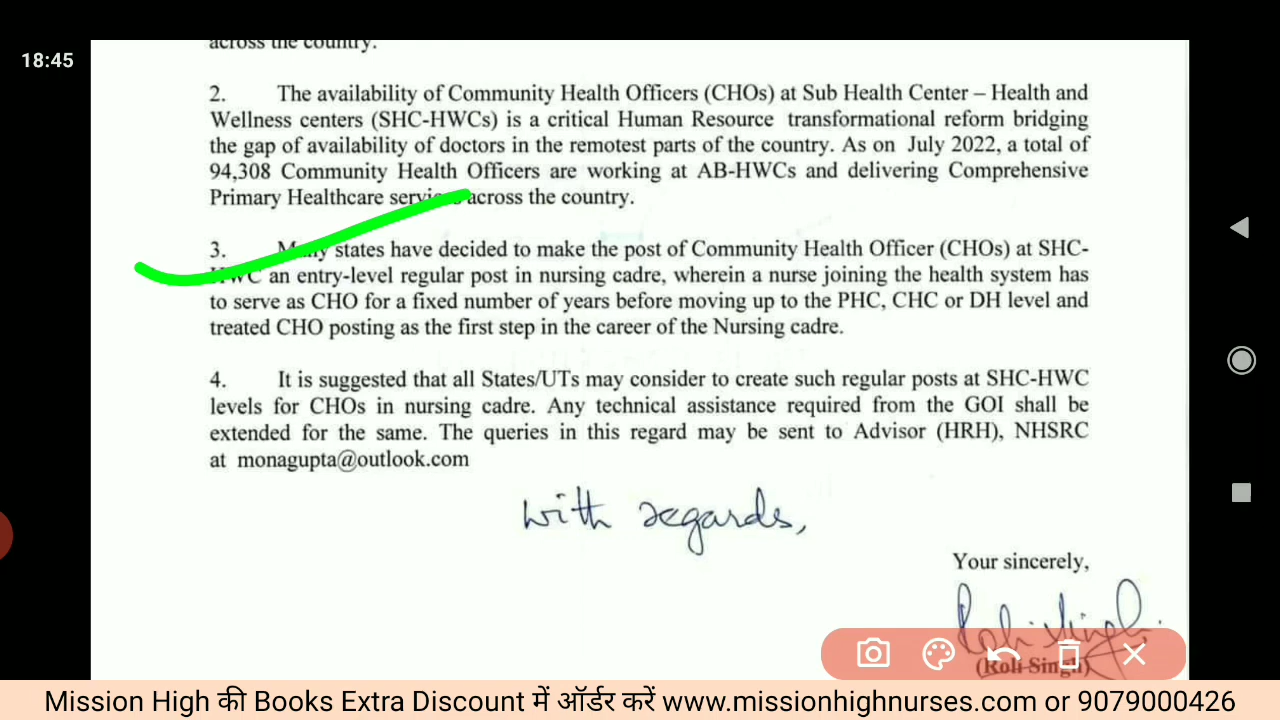 18:45
across the country.
2. The availability of Community Health Officers (CHOs) at Sub Health Center – Health and
Wellness centers (SHC-HWCs) is a critical Human Resource transformational reform bridging
the gap of availability of doctors in the remotest parts of the country. As on July 2022, a total of
94,308 Community Health Officers are working at AB-HWCs and delivering Comprehensive
Primary Healthcare services across the country.
3. Many states have decided to make the post of Community Health Officer (CHOs) at SHC-
HWC an entry-level regular post in nursing cadre, wherein a nurse joining the health system has
to serve as CHO for a fixed number of years before moving up to the PHC, CHC or DH level and
treated CHO posting as the first step in the career of the Nursing cadre.
4. It is suggested that all States/UTs may consider to create such regular posts at SHC-HWC
levels for CHOs in nursing cadre. Any technical assistance required from the GOI shall be
extended for the same. The queries in this regard may be sent to Advisor (HRH), NHSRC
at monagupta@outlook.com
with regards,
Your sincerely,
Roli Singh
(Roli Singh)
Mission High की Books Extra Discount में ऑर्डर करें www.missionhighnurses.com or 9079000426